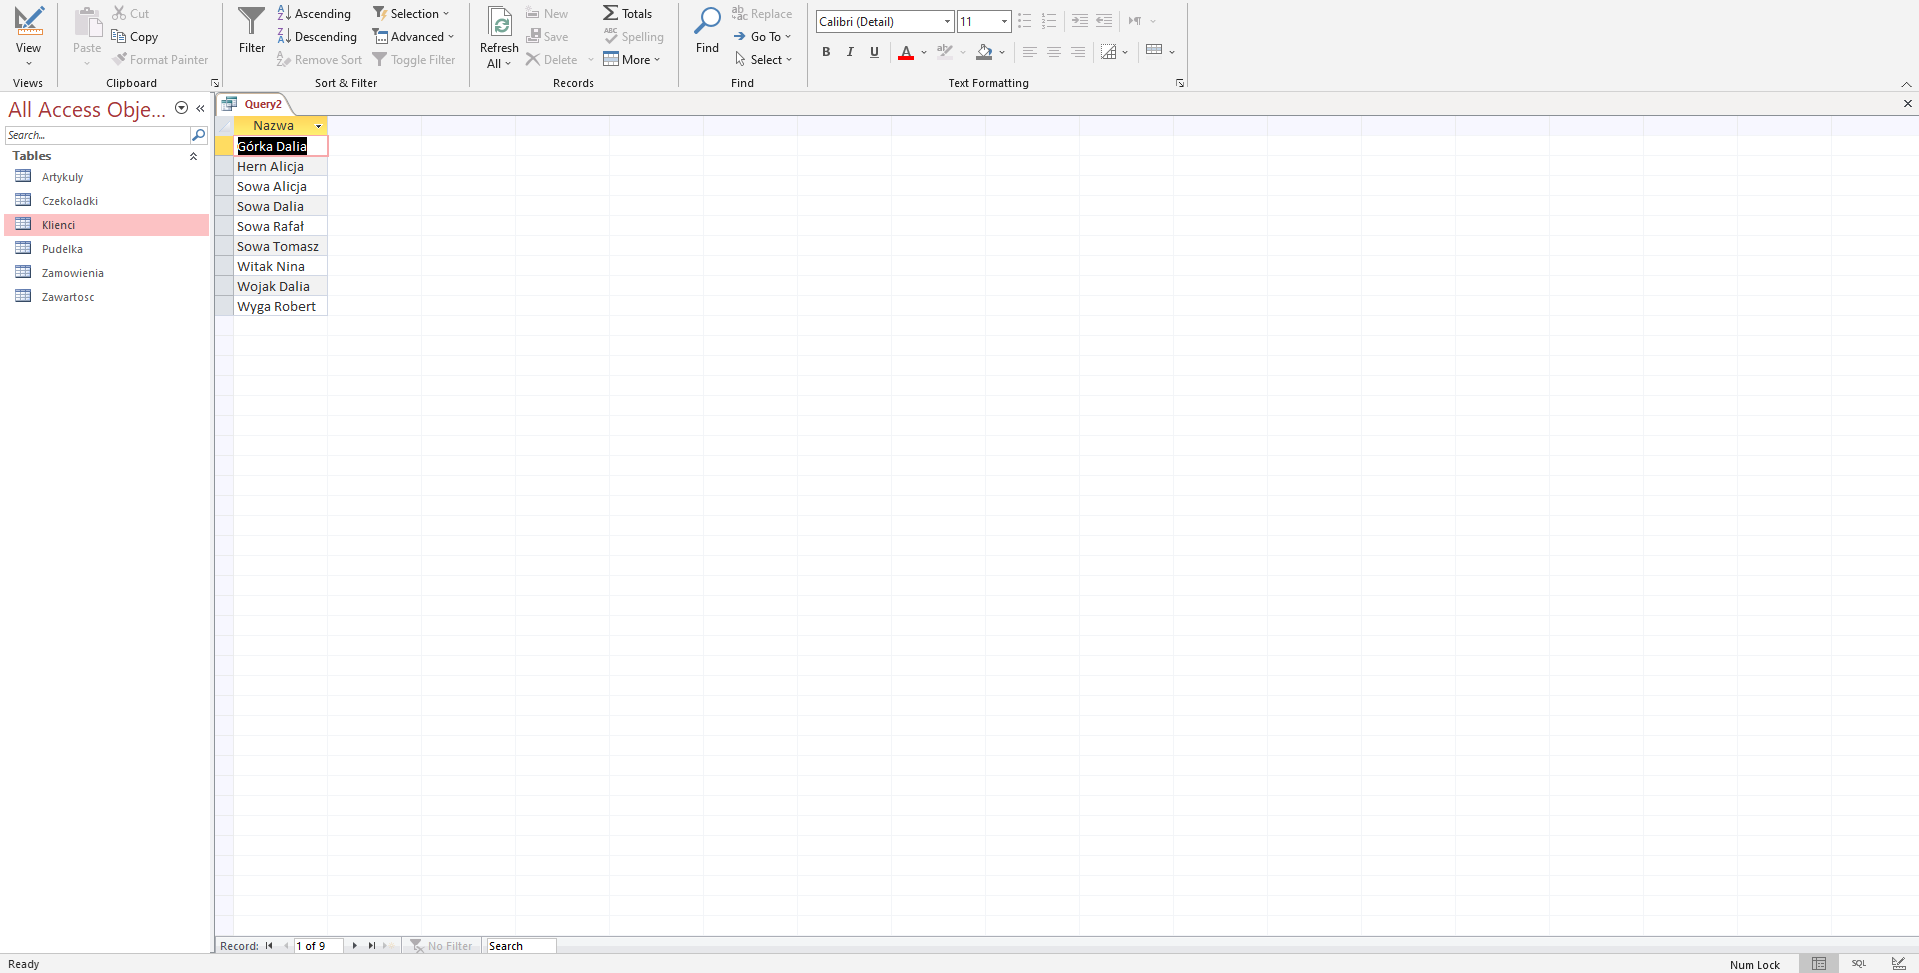 View
Views
Paste
Cut
Copy
Format Painter
Clipboard
Filter
Ascending
Descending
Remove Sort
Selection
Advanced
Toggle Filter
Sort & Filter
Refresh
All
New
Save
Delete
Totals
Spelling
More
Records
Find
Replace
Go To
Select
Find
Calibri (Detail)
11
B I U A
Text Formatting
All Access Obje...
Search...
Tables
Artykuly
Czekoladki
Klienci
Pudelka
Zamowienia
Zawartosc
Query2
Nazwa
Górka Dalia
Hern Alicja
Sowa Alicja
Sowa Dalia
Sowa Rafał
Sowa Tomasz
Witak Nina
Wojak Dalia
Wyga Robert
Record: 1 of 9 No Filter Search
Ready
Num Lock
SQL